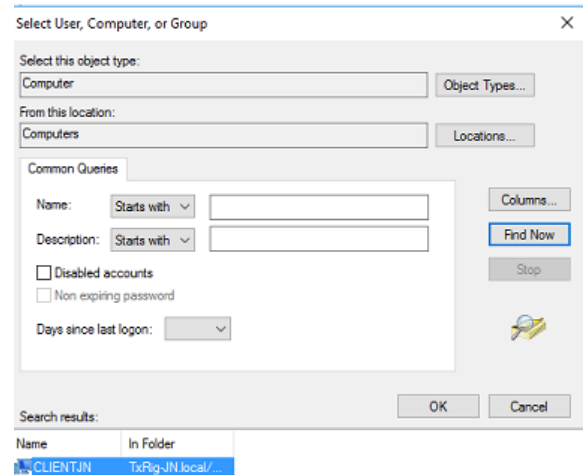 Select User, Computer, or Group
Select this object type:
Computer
Object Types...
From this location:
Computers
Locations...
Common Queries
Name:
Starts with
Columns...
Description:
Starts with
Find Now
Disabled accounts
Stop
Non expiring password
Days since last logon:
OK
Cancel
Search results:
Name
In Folder
CLIENTJN
TxRig-JN.local/...